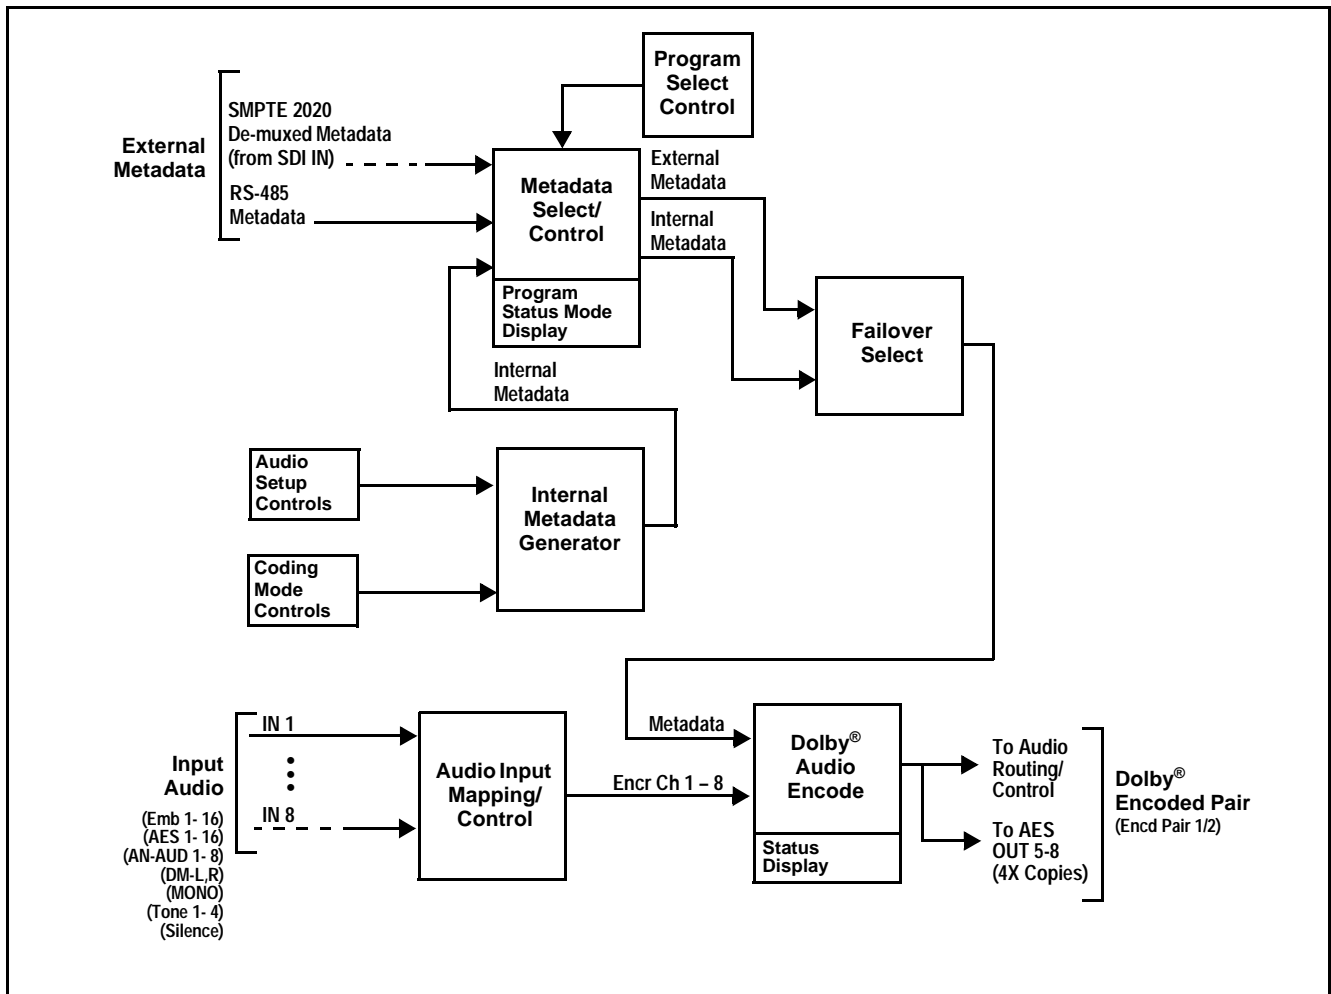 Program
Select
Control
External
Metadata
SMPTE 2020
De-muxed Metadata
(from SDI IN)
RS-485
Metadata
Metadata
Select/
Control
Program
Status Mode
Display
External
Metadata
Internal
Metadata
Failover
Select
Internal
Metadata
Audio
Setup
Controls
Coding
Mode
Controls
Internal
Metadata
Generator
Input
Audio
(Emb 1- 16)
(AES 1- 16)
(AN-AUD 1- 8)
(DM-L,R)
(MONO)
(Tone 1- 4)
(Silence)
IN 1
IN 8
Audio Input
Mapping/
Control
Metadata
Encr Ch 1 – 8
Dolby®
Audio
Encode
Status
Display
To Audio
Routing/
Control
To AES
OUT 5-8
(4X Copies)
Dolby®
Encoded Pair
(Encd Pair 1/2)